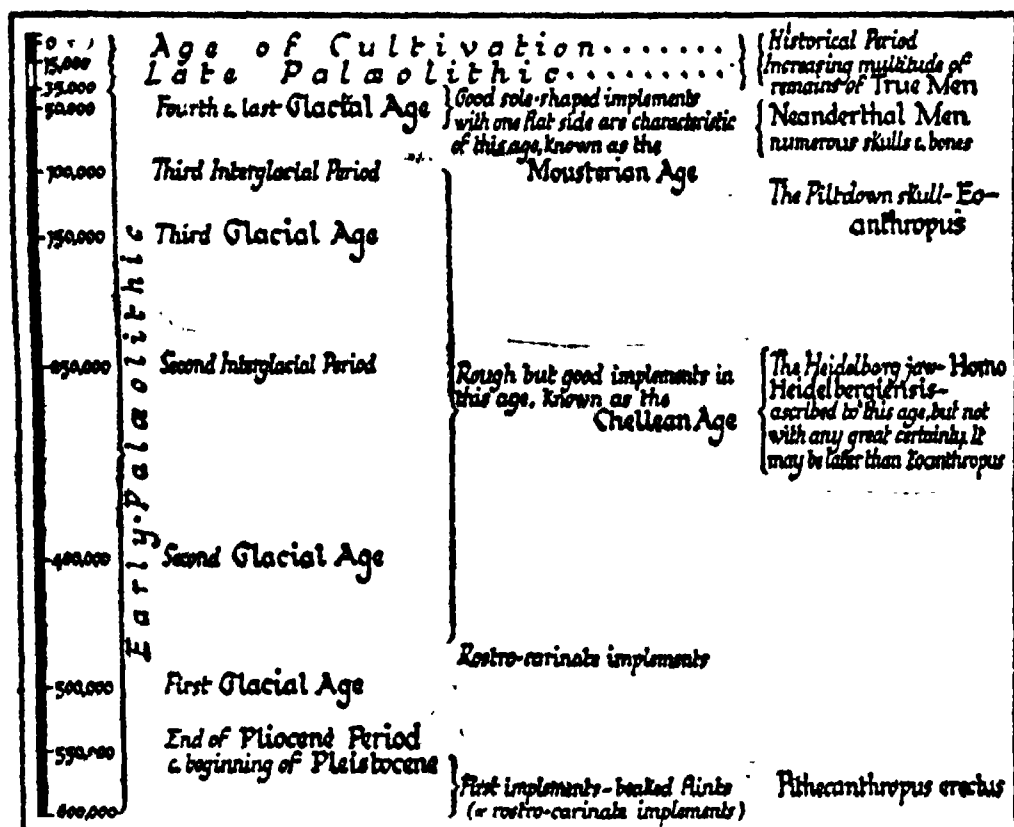 Age of Cultivation.......
Late Palæolithic.........
Historical Period
Increasing multitude of
remains of True Men
15,000
35,000
50,000
Fourth & last Glacial Age
Good sole-shaped implements
with one flat side are characteristic
of this age, known as the
Mousterian Age
Neanderthal Men
numerous skulls & bones
100,000
Third Interglacial Period
The Piltdown skull-Eo-
anthropus
150,000
Third Glacial Age
Early-Palæolithic
250,000
Second Interglacial Period
Rough but good implements in
this age, known as the
Chellean Age
The Heidelberg jaw-Homo
Heidelbergiensis-
ascribed to this age, but not
with any great certainty. It
may be later than Eoanthropus
400,000
Second Glacial Age
Rostro-carinate implements
500,000
First Glacial Age
End of Pliocene Period
& beginning of Pleistocene
550,000
First implements-beaked flints
(= rostro-carinate implements)
Pithecanthropus erectus
600,000